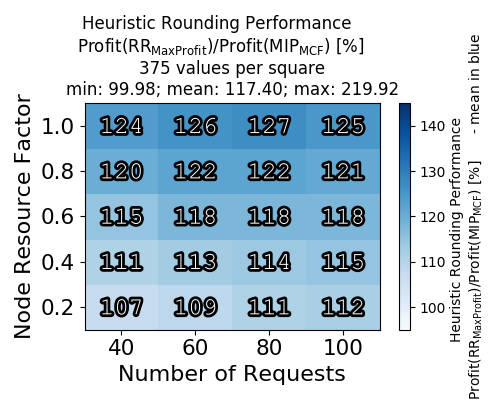 Heuristic Rounding Performance
Profit(RR_MaxProfit)/Profit(MIP_MCF) [%]
375 values per square
min: 99.98; mean: 117.40; max: 219.92
Node Resource Factor
1.0 124 126 127 125
0.8 120 122 122 121
0.6 115 118 118 118
0.4 111 113 114 115
0.2 107 109 111 112
40 60 80 100
Number of Requests
140
130
120
110
100
Heuristic Rounding Performance
Profit(RR_MaxProfit)/Profit(MIP_MCF) [%] - mean in blue